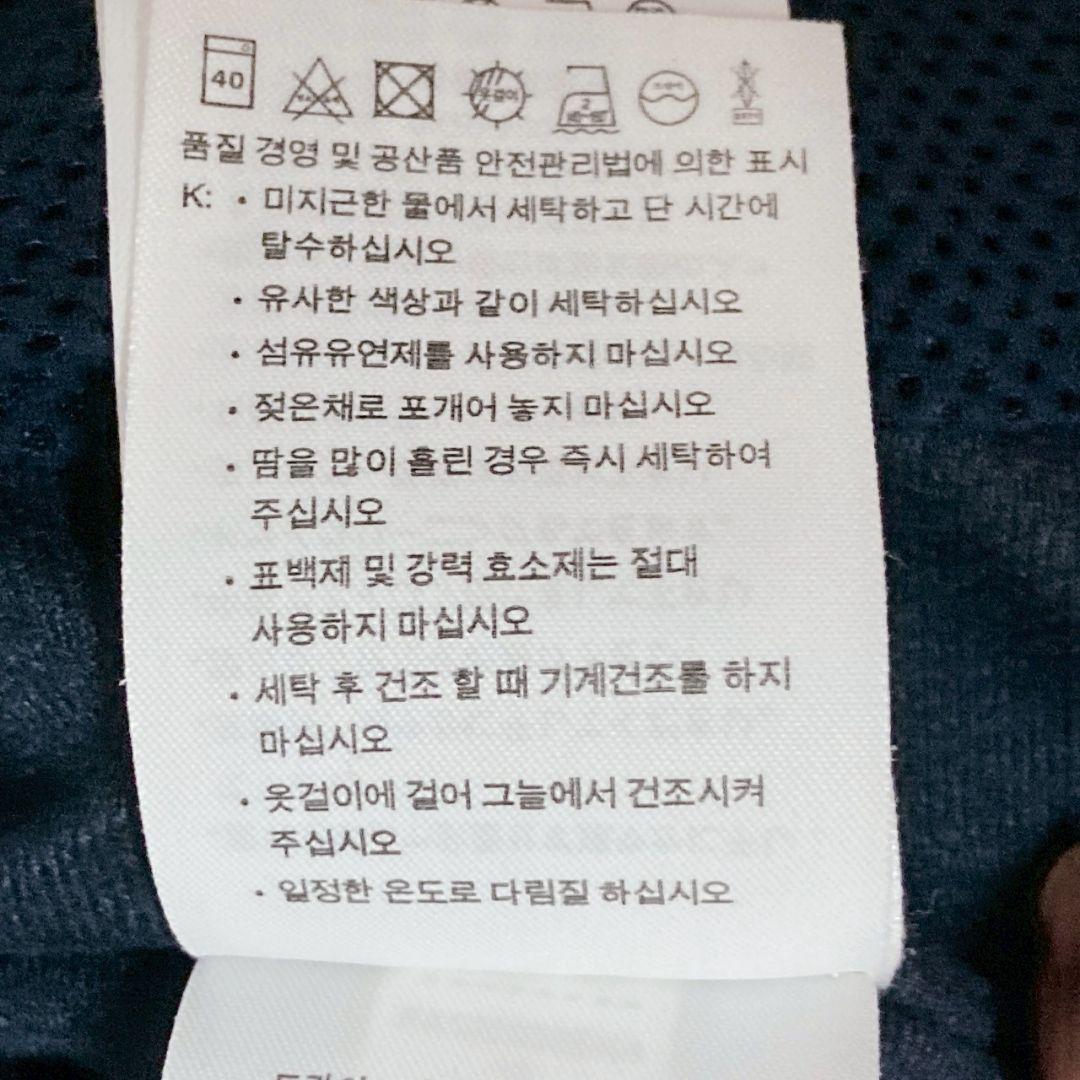 40
품질 경영 및 공산품 안전관리법에 의한 표시
K: • 미지근한 물에서 세탁하고 단 시간에
탈수하십시오
• 유사한 색상과 같이 세탁하십시오
• 섬유유연제를 사용하지 마십시오
• 젖은채로 포개어 놓지 마십시오
• 땀을 많이 흘린 경우 즉시 세탁하여
주십시오
• 표백제 및 강력 효소제는 절대
사용하지 마십시오
• 세탁 후 건조 할 때 기계건조를 하지
마십시오
• 옷걸이에 걸어 그늘에서 건조시켜
주십시오
• 일정한 온도로 다림질 하십시오